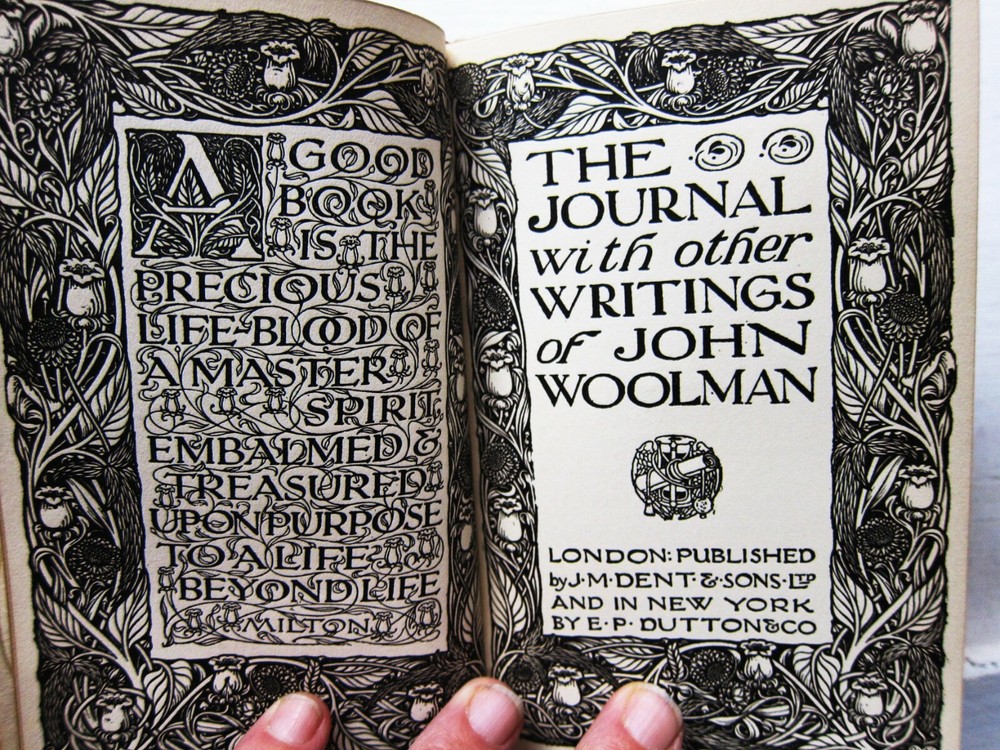 A GOOD
BOOK
IS THE
PRECIOUS
LIFE-BLOOD OF
A MASTER
SPIRIT,
EMBALMED &
TREASURED
UPON PURPOSE
TO A LIFE
BEYOND LIFE
MILTON
THE
JOURNAL
with other
WRITINGS
of JOHN
WOOLMAN
LONDON: PUBLISHED
by J·M·DENT·&·SONS·LTD
AND IN NEW YORK
BY E·P·DUTTON&CO